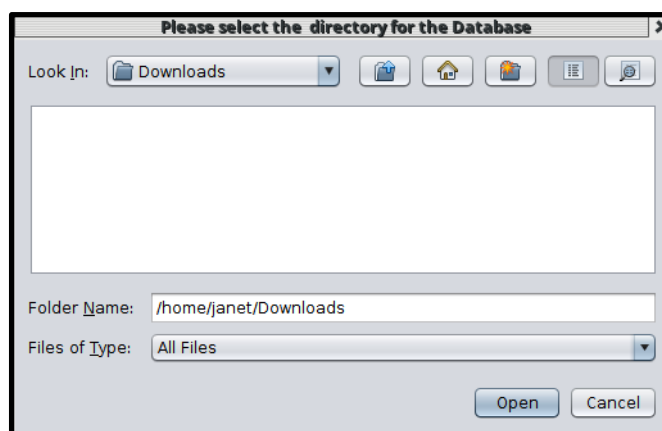 Please select the directory for the Database
Look In: Downloads
Folder Name: /home/janet/Downloads
Files of Type: All Files
Open Cancel